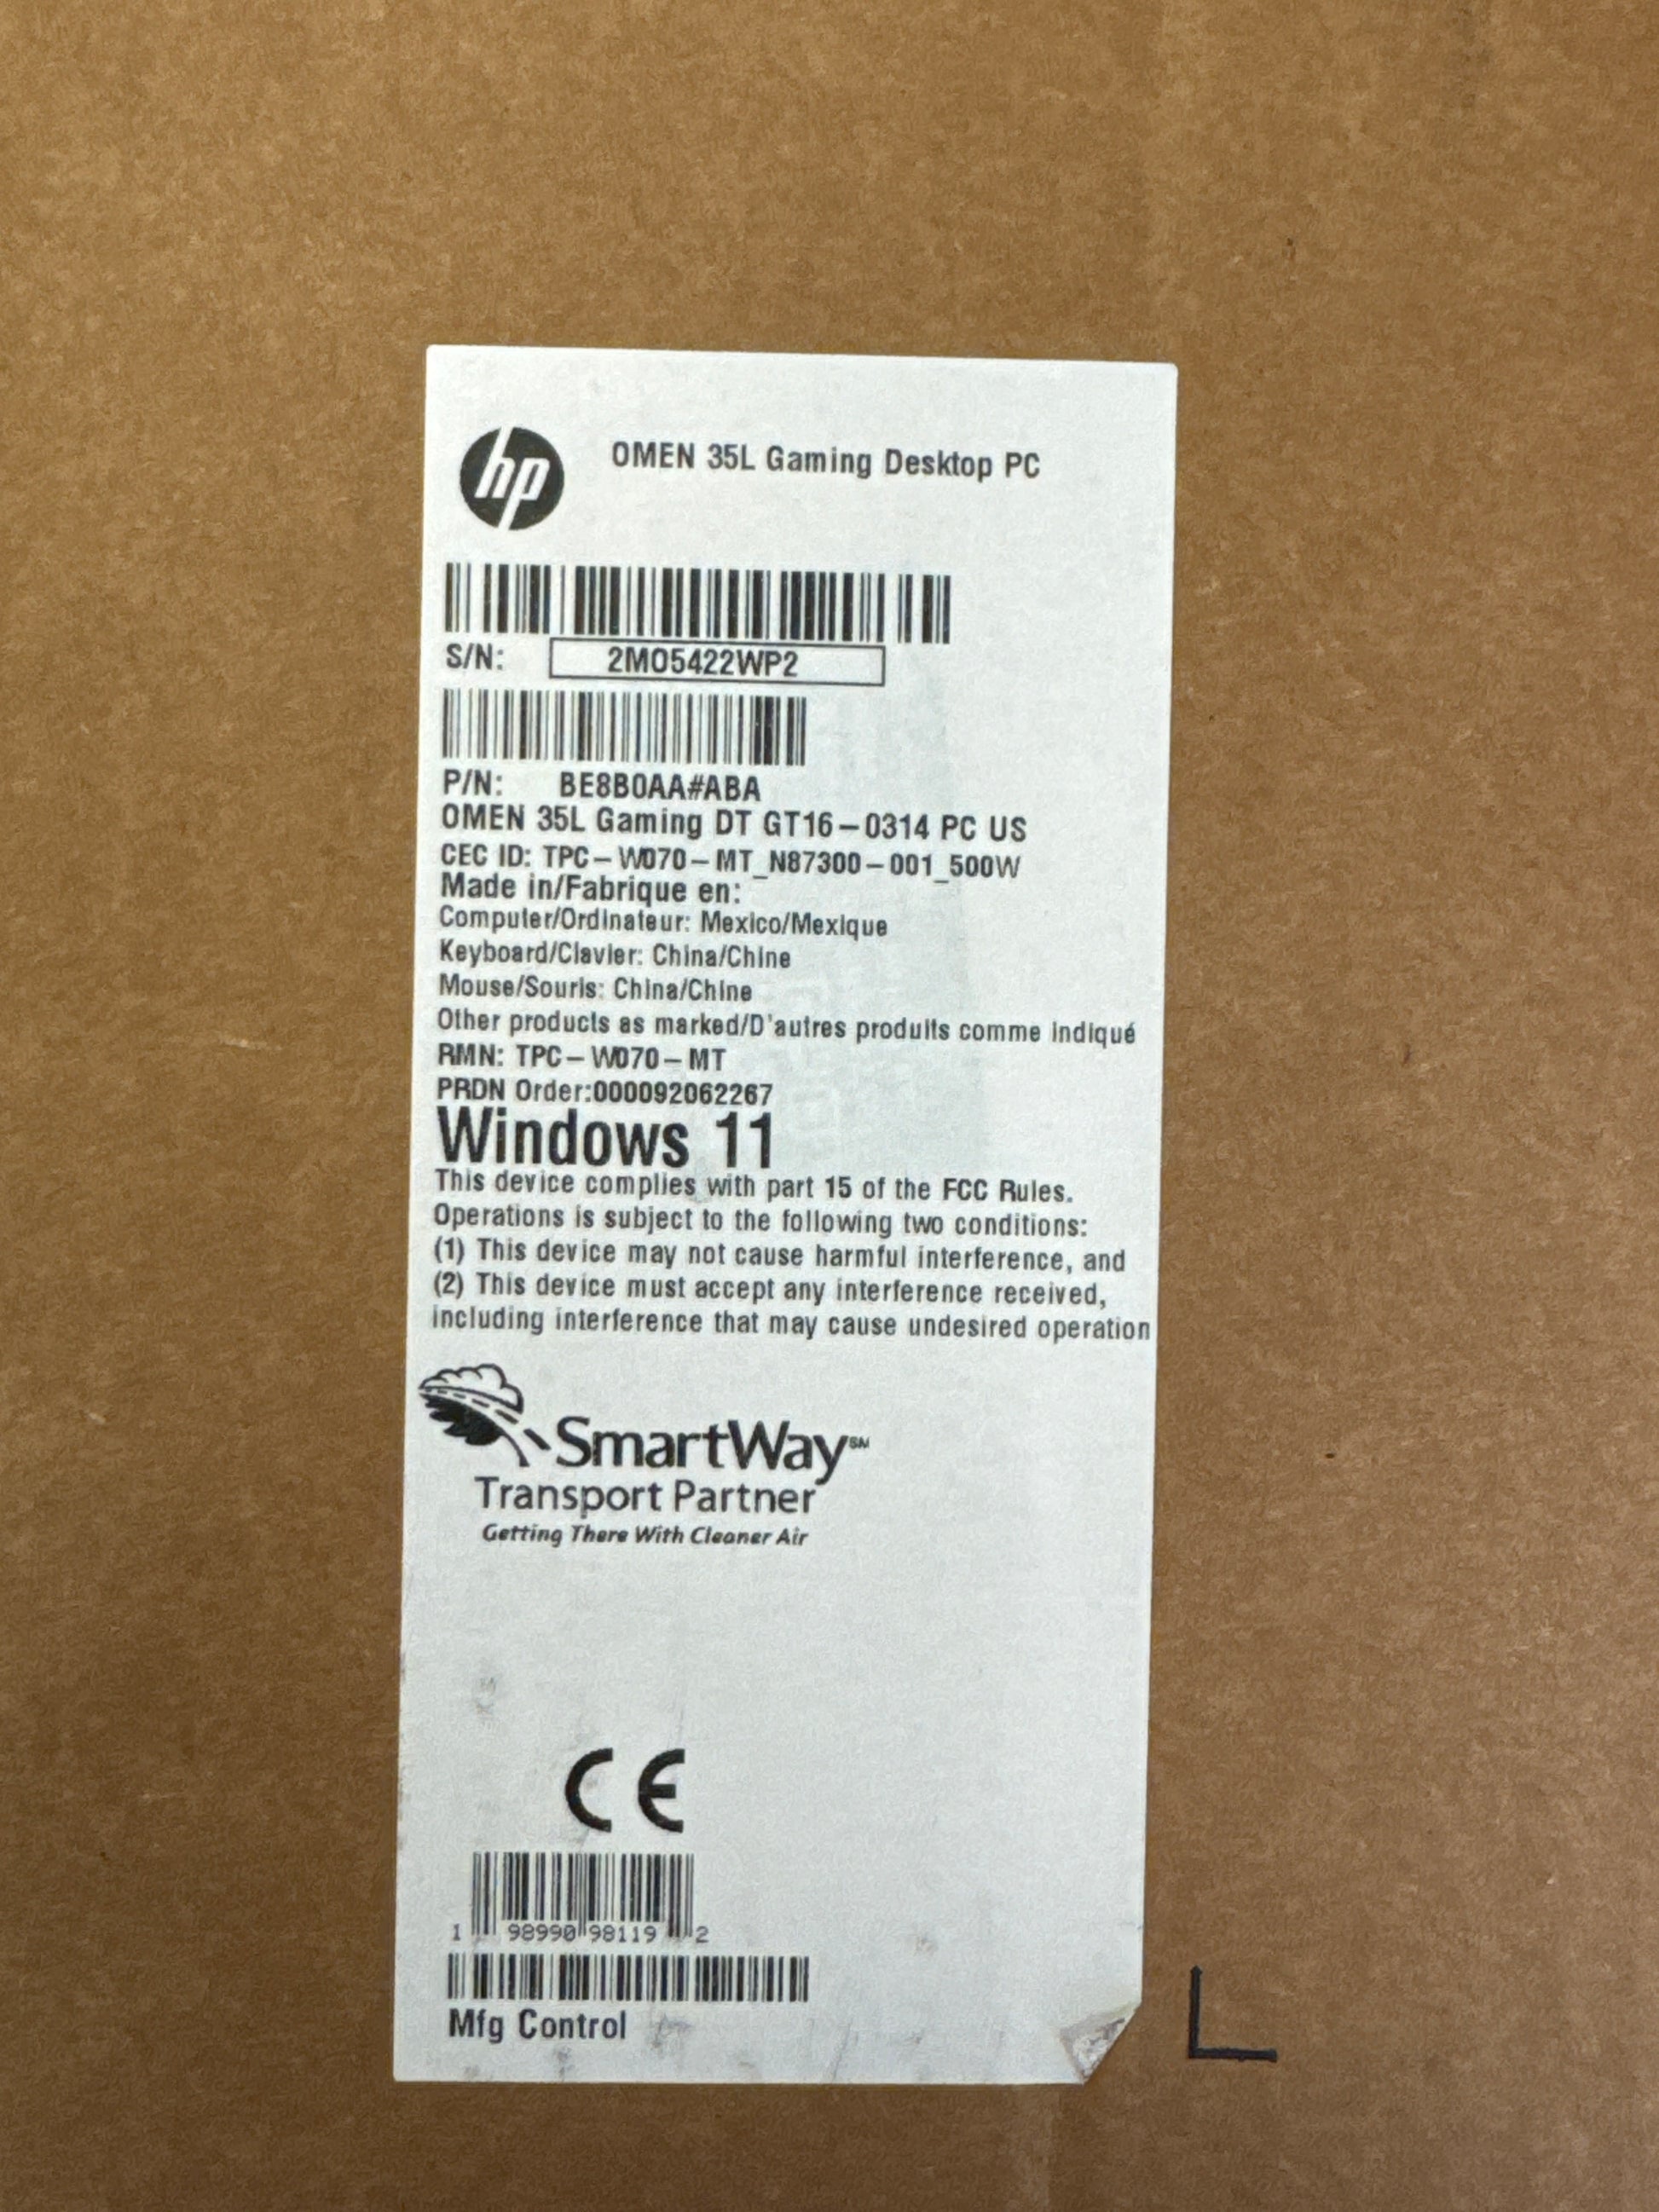 hp
OMEN 35L Gaming Desktop PC
S/N: 2MO5422WP2
P/N: BE8B0AA#ABA
OMEN 35L Gaming DT GT16-0314 PC US
CEC ID: TPC-W070-MT_N87300-001_500W
Made in/Fabrique en:
Computer/Ordinateur: Mexico/Mexique
Keyboard/Clavier: China/Chine
Mouse/Souris: China/Chine
Other products as marked/D'autres produits comme indiqué
RMN: TPC-W070-MT
PRDN Order:000092062267
Windows 11
This device complies with part 15 of the FCC Rules.
Operations is subject to the following two conditions:
(1) This device may not cause harmful interference, and
(2) This device must accept any interference received,
including interference that may cause undesired operation
SmartWay℠
Transport Partner
Getting There With Cleaner Air
CE
1 98990 98119 2
Mfg Control
L